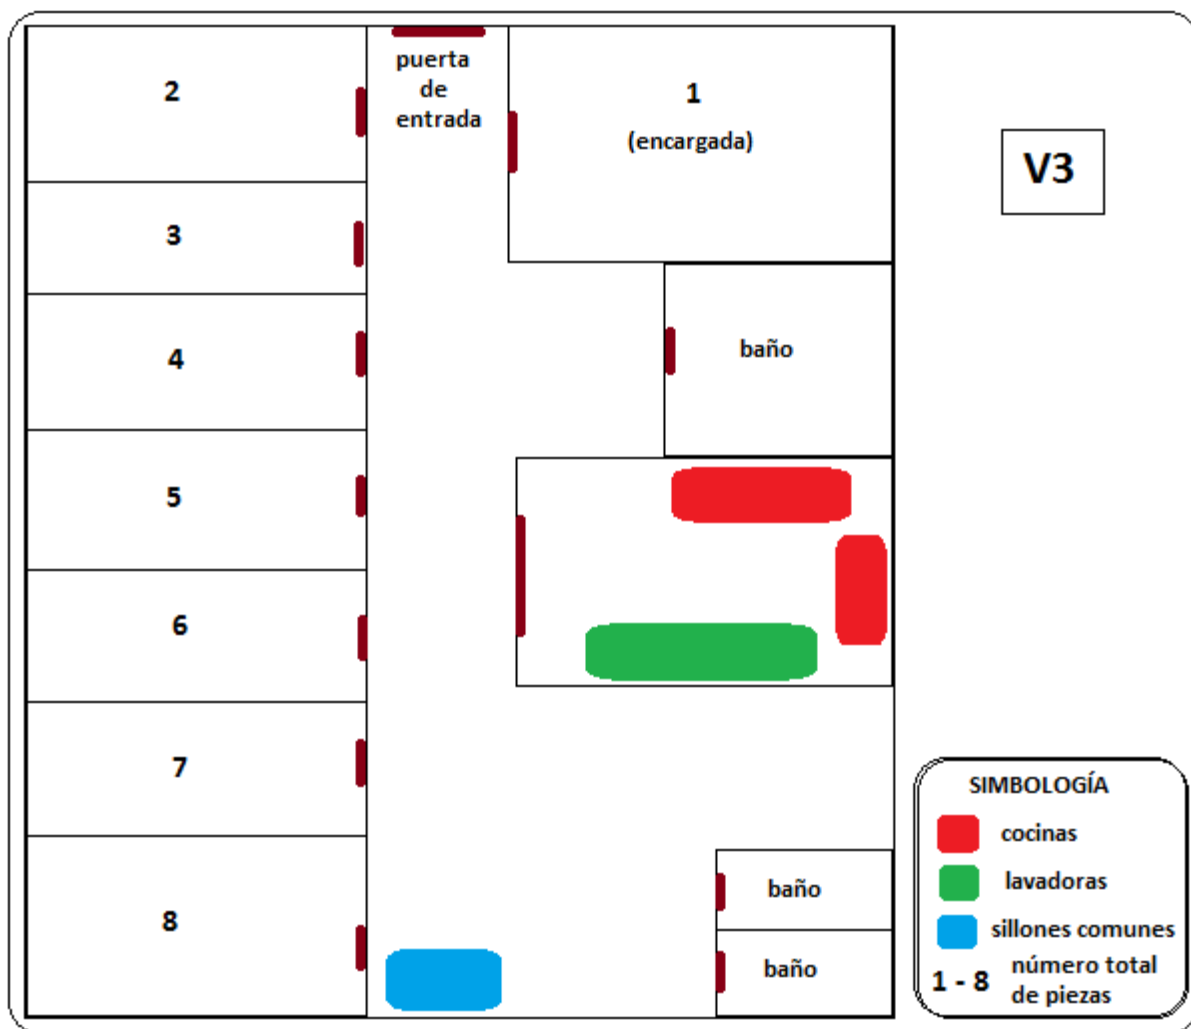 2
puerta
de
entrada
1
(encargada)
V3
3
4
baño
5
6
7
8
baño
baño
SIMBOLOGÍA
cocinas
lavadoras
sillones comunes
1 - 8 número total
de piezas